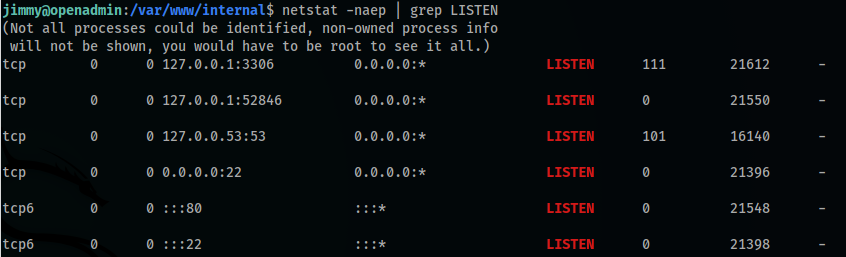 jimmy@openadmin:/var/www/internal$ netstat -naep | grep LISTEN
(Not all processes could be identified, non-owned process info
 will not be shown, you would have to be root to see it all.)
tcp        0      0 127.0.0.1:3306          0.0.0.0:*               LISTEN      111        21612      -
tcp        0      0 127.0.0.1:52846         0.0.0.0:*               LISTEN      0          21550      -
tcp        0      0 127.0.0.53:53           0.0.0.0:*               LISTEN      101        16140      -
tcp        0      0 0.0.0.0:22              0.0.0.0:*               LISTEN      0          21396      -
tcp6       0      0 :::80                   :::*                    LISTEN      0          21548      -
tcp6       0      0 :::22                   :::*                    LISTEN      0          21398      -